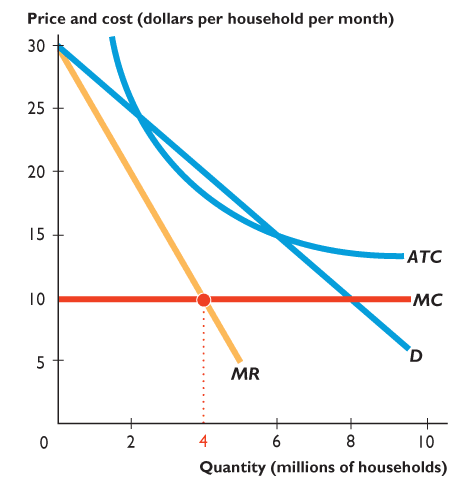 Price and cost (dollars per household per month)
30
25
20
15
10
5
ATC
MC
D
MR
0 2 4 6 8 10
Quantity (millions of households)